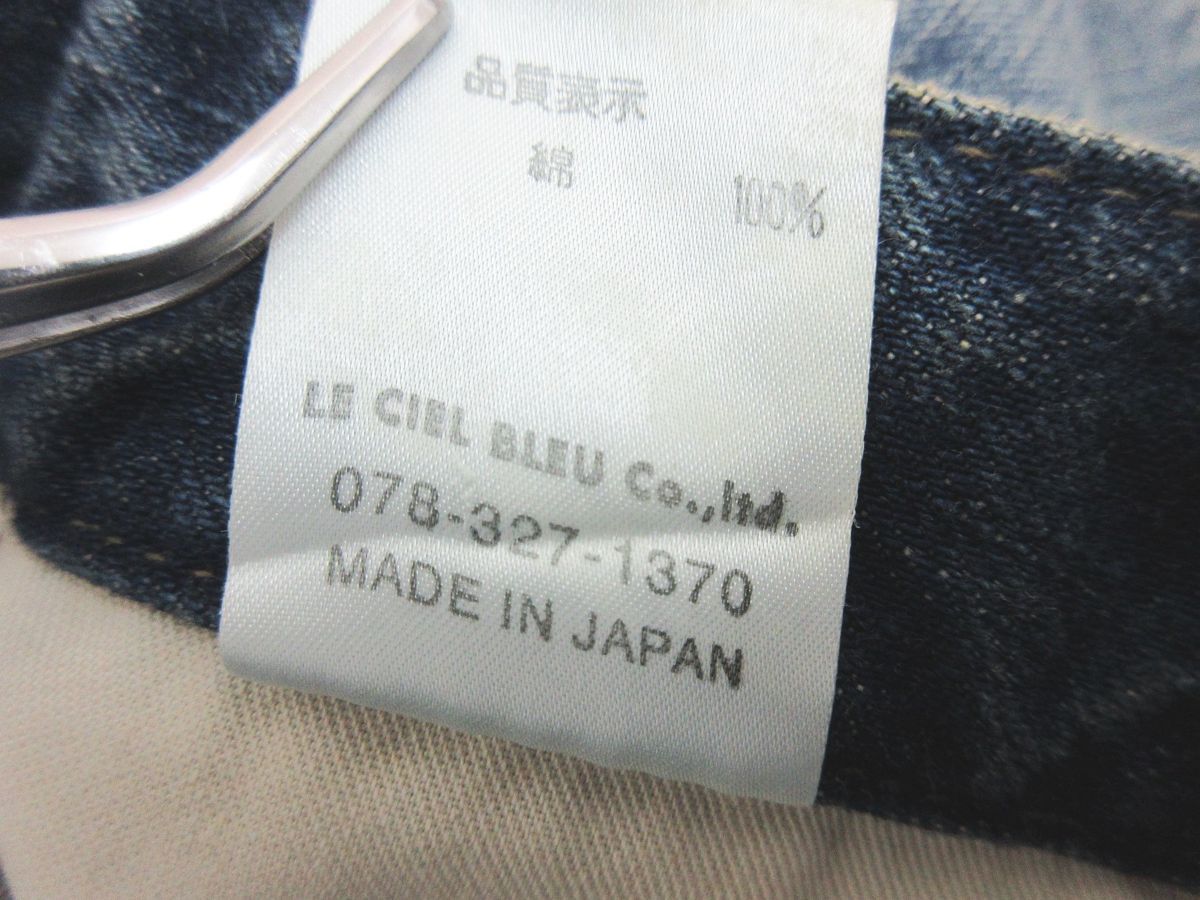 品質表示
綿 100%
LE CIEL BLEU Co.,ltd.
078-327-1370
MADE IN JAPAN